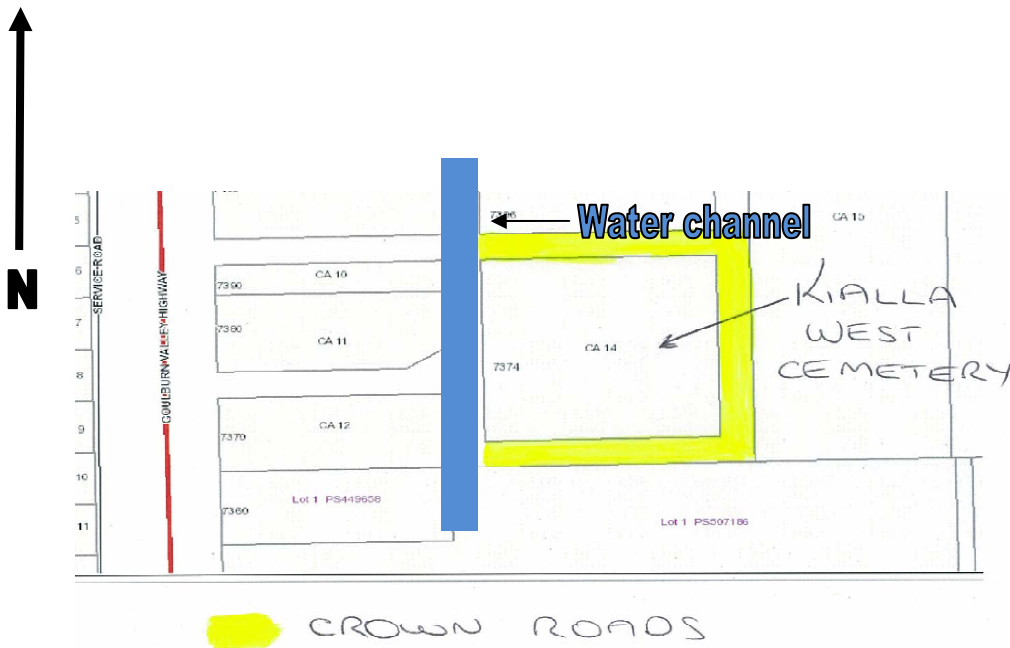 N
5
6
7
8
9
10
11
SERVICE ROAD
GOULBURN VALLEY HIGHWAY
7390
CA 10
7380
CA 11
7370
CA 12
7360
Lot 1 PS449658
Water channel
CA 15
7374
CA 14
KIALLA
WEST
CEMETERY
Lot 1 PS507186
CROWN ROADS